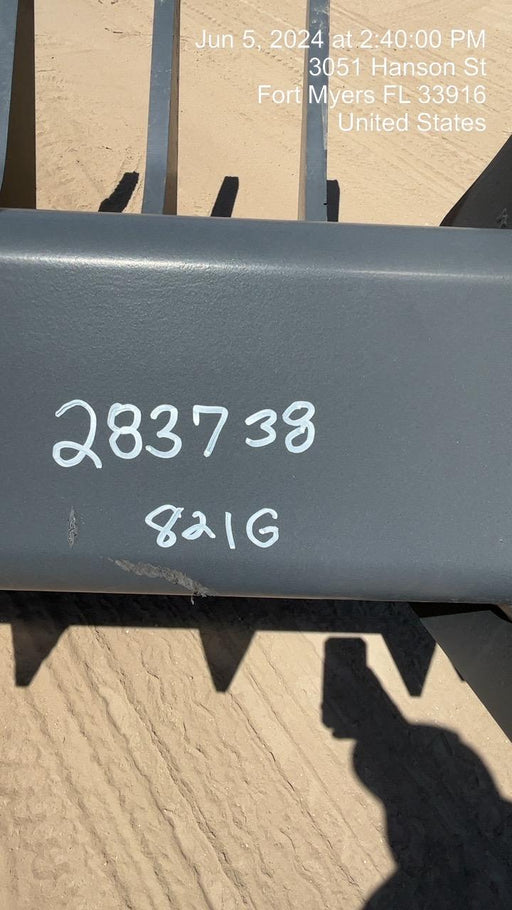 Jun 5, 2024 at 2:40:00 PM
3051 Hanson St
Fort Myers FL 33916
United States
283738
821G